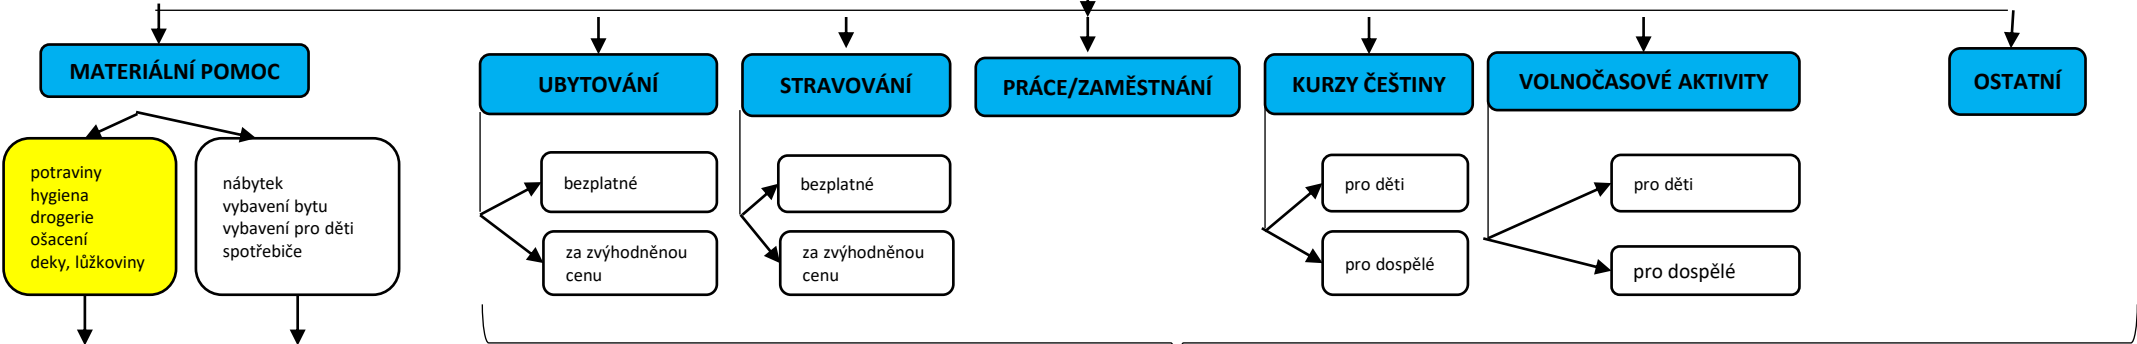 MATERIÁLNÍ POMOC
UBYTOVÁNÍ
STRAVOVÁNÍ
PRÁCE/ZAMĚSTNÁNÍ
KURZY ČEŠTINY
VOLNOČASOVÉ AKTIVITY
OSTATNÍ
potraviny
hygiena
drogerie
ošacení
deky, lůžkoviny
nábytek
vybavení bytu
vybavení pro děti
spotřebiče
bezplatné
za zvýhodněnou
cenu
bezplatné
za zvýhodněnou
cenu
pro děti
pro dospělé
pro děti
pro dospělé